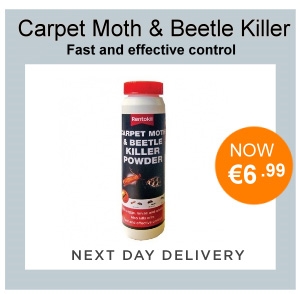 Carpet Moth & Beetle Killer
Fast and effective control
Rentokil
CARPET MOTH
& BEETLE
KILLER
POWDER
NOW
€6.99
NEXT DAY DELIVERY